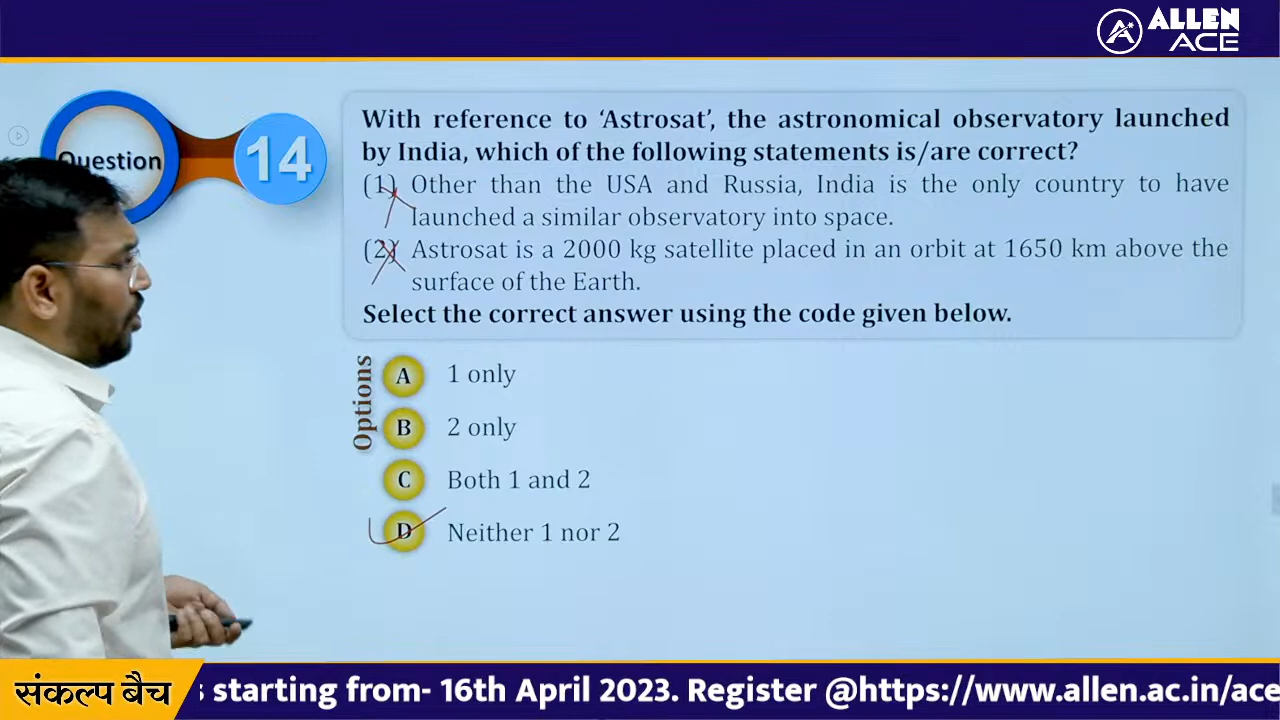 ALLEN
ACE
Question
14
With reference to ‘Astrosat’, the astronomical observatory launched
by India, which of the following statements is/are correct?
(1) Other than the USA and Russia, India is the only country to have
launched a similar observatory into space.
(2) Astrosat is a 2000 kg satellite placed in an orbit at 1650 km above the
surface of the Earth.
Select the correct answer using the code given below.
Options
A 1 only
B 2 only
C Both 1 and 2
D Neither 1 nor 2
संकल्प बैच
starting from- 16th April 2023. Register @https://www.allen.ac.in/ace